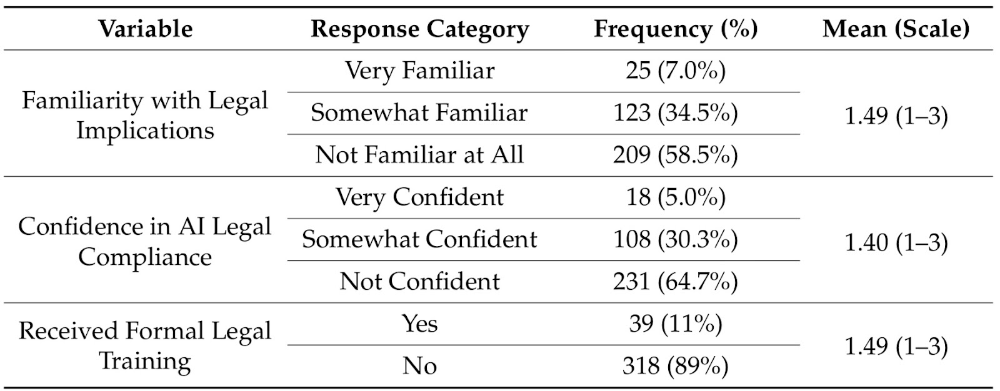 Variable Response Category Frequency (%) Mean (Scale)
Familiarity with Legal
Implications
Very Familiar 25 (7.0%)
Somewhat Familiar 123 (34.5%)
Not Familiar at All 209 (58.5%)
1.49 (1–3)
Confidence in AI Legal
Compliance
Very Confident 18 (5.0%)
Somewhat Confident 108 (30.3%)
Not Confident 231 (64.7%)
1.40 (1–3)
Received Formal Legal
Training
Yes 39 (11%)
No 318 (89%)
1.49 (1–3)